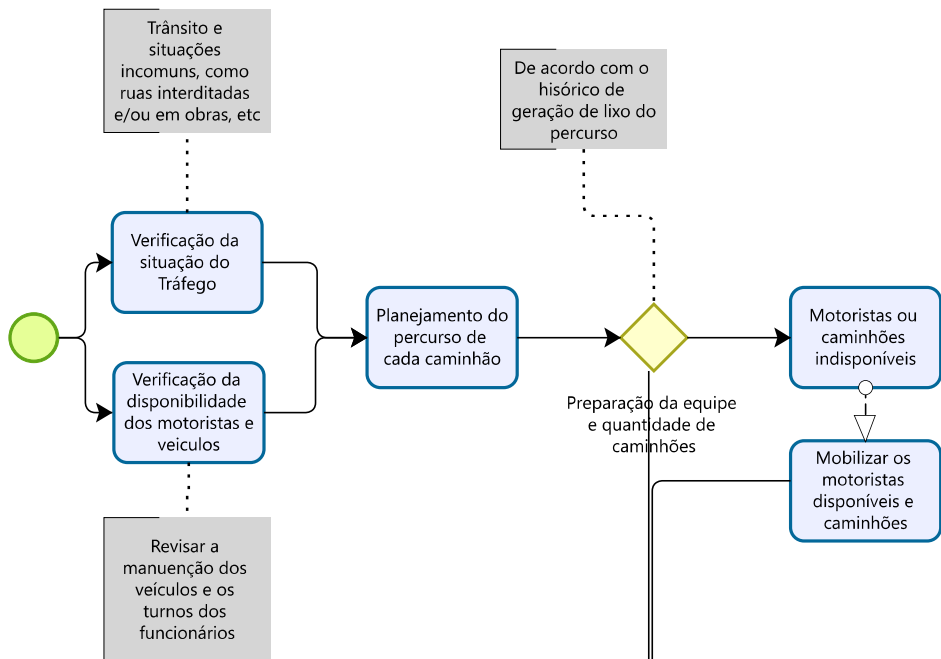 Trânsito e
situações
incomuns, como
ruas interditadas
e/ou em obras, etc
De acordo com o
hisórico de
geração de lixo do
percurso
Verificação da
situação do
Tráfego
Planejamento do
percurso de
cada caminhão
Motoristas ou
caminhões
indisponíveis
Verificação da
disponibilidade
dos motoristas e
veiculos
Preparação da equipe
e quantidade de
caminhões
Mobilizar os
motoristas
disponíveis e
caminhões
Revisar a
manuenção dos
veículos e os
turnos dos
funcionários